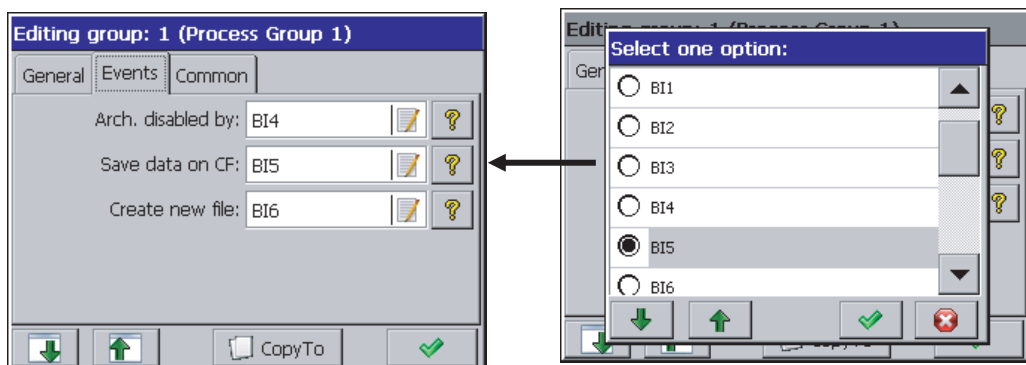 Editing group: 1 (Process Group 1)
General Events Common
Arch. disabled by: BI4
Save data on CF: BI5
Create new file: BI6
CopyTo
Select one option:
BI1
BI2
BI3
BI4
BI5
BI6